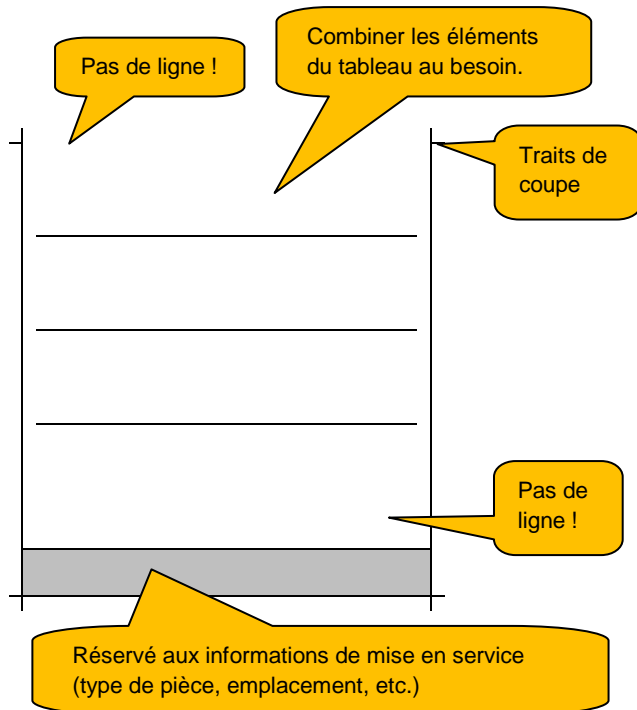 Pas de ligne !
Combiner les éléments
du tableau au besoin.
Traits de
coupe
Pas de
ligne !
Réservé aux informations de mise en service
(type de pièce, emplacement, etc.)